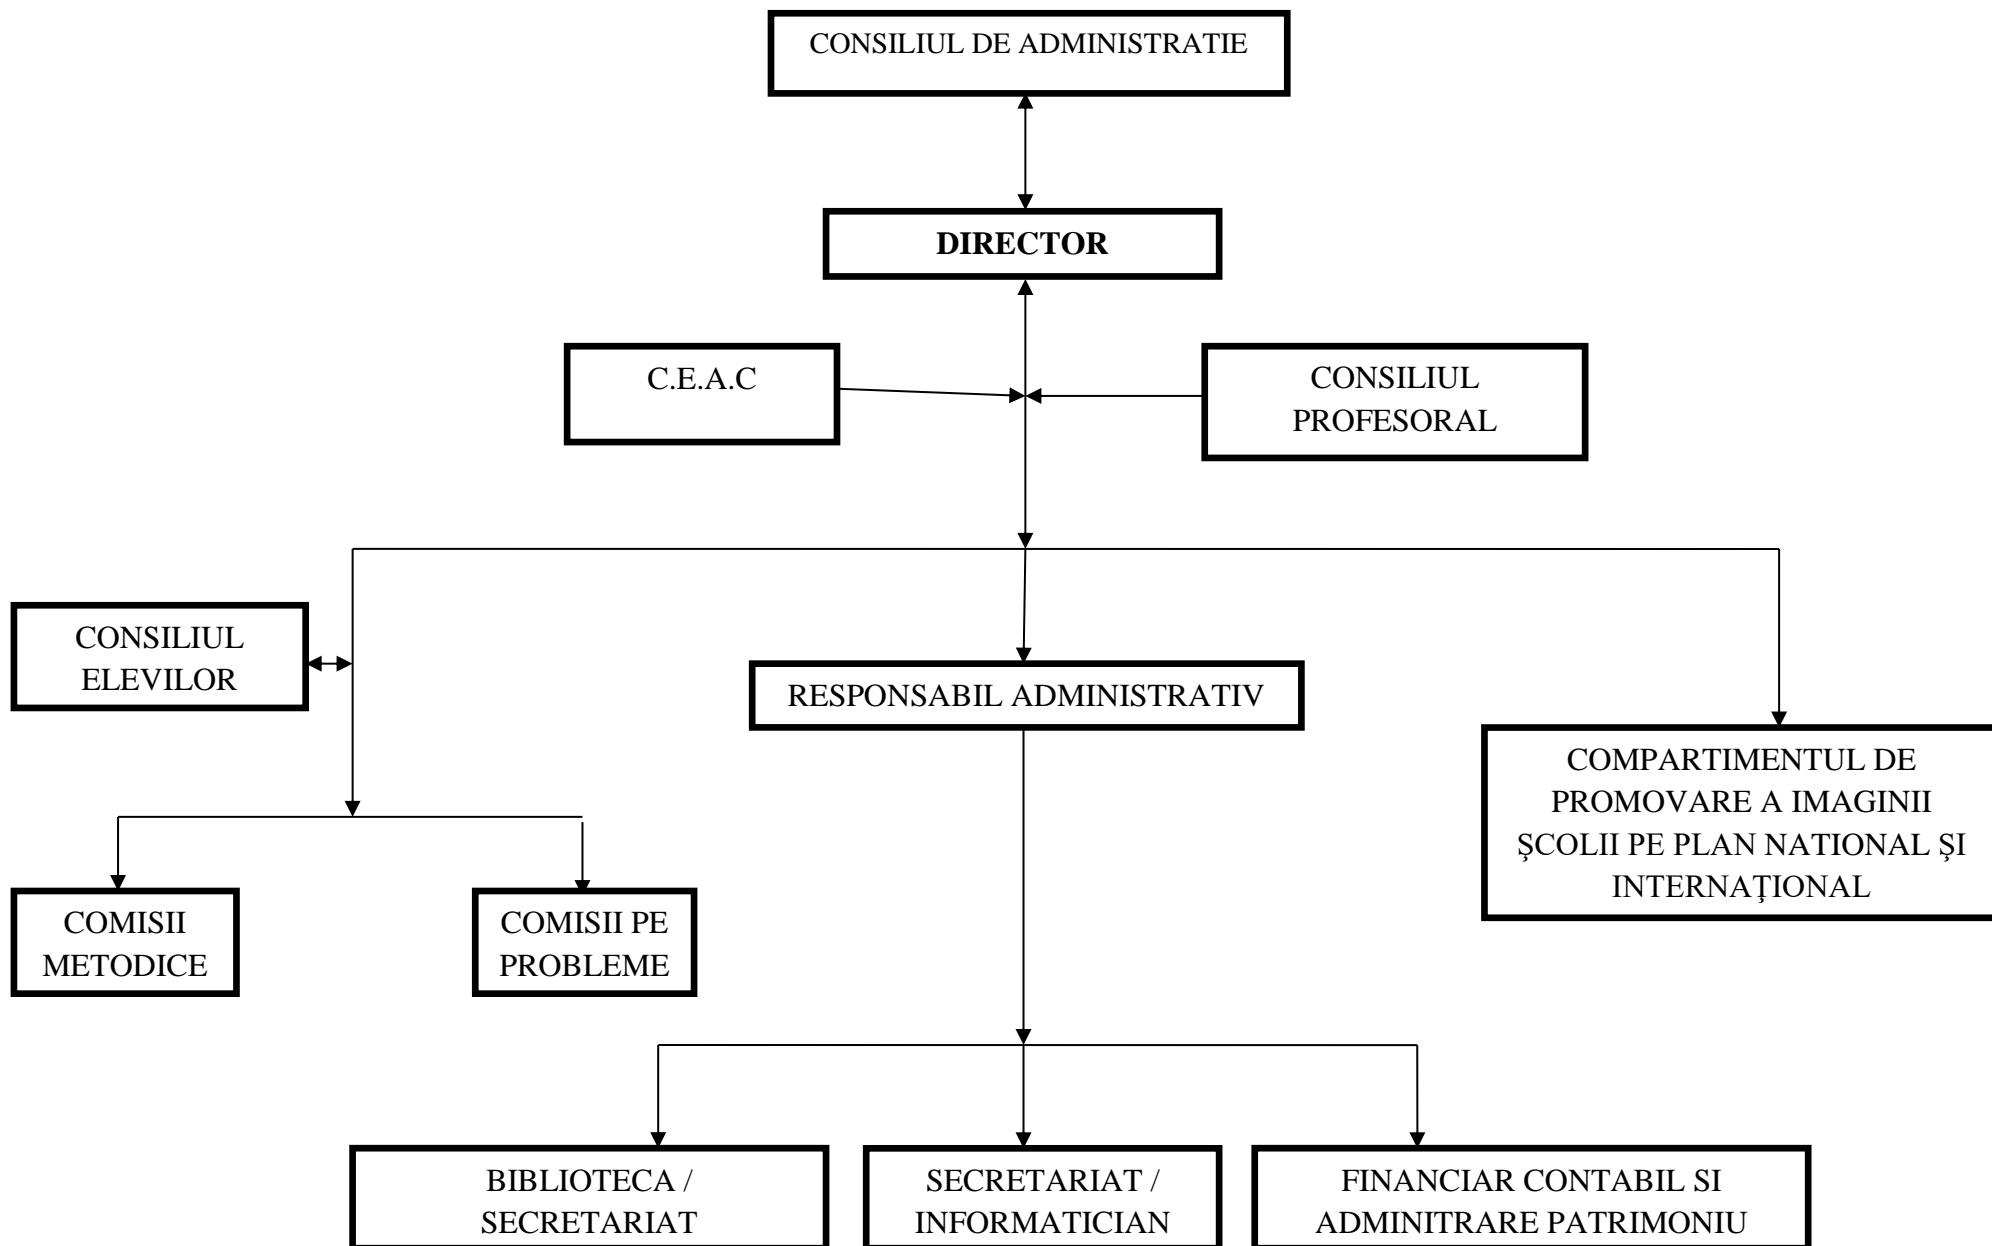 CONSILIUL DE ADMINISTRATIE
DIRECTOR
C.E.A.C
CONSILIUL
PROFESORAL
CONSILIUL
ELEVILOR
RESPONSABIL ADMINISTRATIV
COMPARTIMENTUL DE
PROMOVARE A IMAGINII
ŞCOLII PE PLAN NATIONAL ŞI
INTERNAŢIONAL
COMISII
METODICE
COMISII PE
PROBLEME
BIBLIOTECA /
SECRETARIAT
SECRETARIAT /
INFORMATICIAN
FINANCIAR CONTABIL SI
ADMINITRARE PATRIMONIU